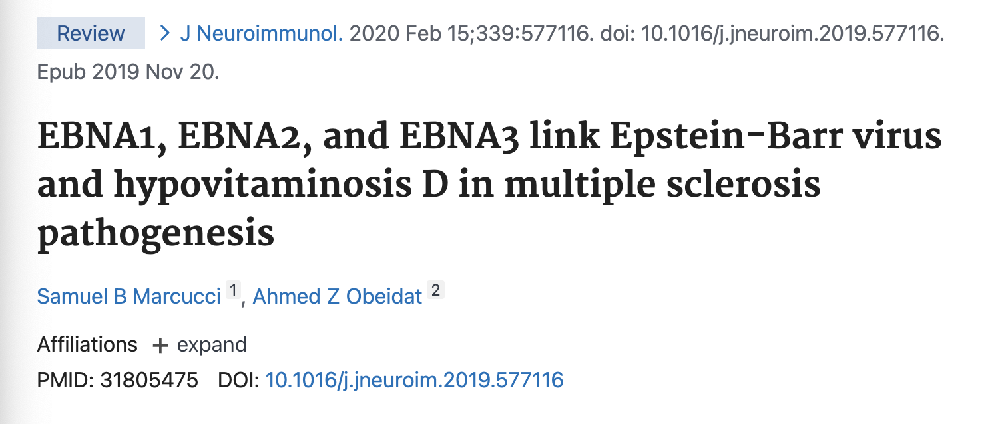 Review > J Neuroimmunol. 2020 Feb 15;339:577116. doi: 10.1016/j.jneuroim.2019.577116.
Epub 2019 Nov 20.
EBNA1, EBNA2, and EBNA3 link Epstein-Barr virus
and hypovitaminosis D in multiple sclerosis
pathogenesis
Samuel B Marcucci 1, Ahmed Z Obeidat 2
Affiliations + expand
PMID: 31805475 DOI: 10.1016/j.jneuroim.2019.577116